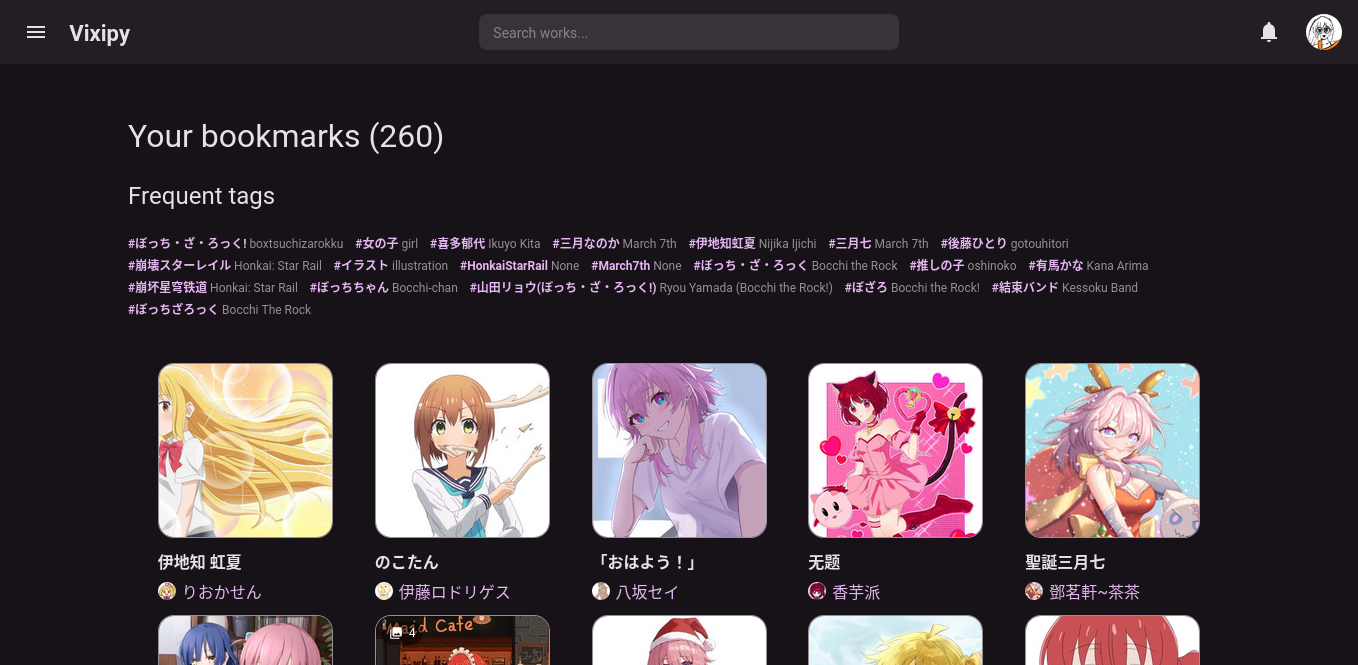 Vixipy
Search works...
Your bookmarks (260)
Frequent tags
#ぼっち・ざ・ろっく! boxtsuchizarokku #女の子 girl #喜多郁代 Ikuyo Kita #三月なのか March 7th #伊地知虹夏 Nijika Ijichi #三月七 March 7th #後藤ひとり gotouhitori
#崩壊スターレイル Honkai: Star Rail #イラスト illustration #HonkaiStarRail None #March7th None #ぼっち・ざ・ろっく Bocchi the Rock #推しの子 oshinoko #有馬かな Kana Arima
#崩坏星穹铁道 Honkai: Star Rail #ぼっちちゃん Bocchi-chan #山田リョウ(ぼっち・ざ・ろっく!) Ryou Yamada (Bocchi the Rock!) #ぼざろ Bocchi the Rock! #結束バンド Kessoku Band
#ぼっちざろっく Bocchi The Rock
伊地知 虹夏
りおかせん
のこたん
伊藤ロドリゲス
「おはよう！」
八坂セイ
无题
香芋派
聖誕三月七
鄧茗軒~茶茶
Maid Cafe
4